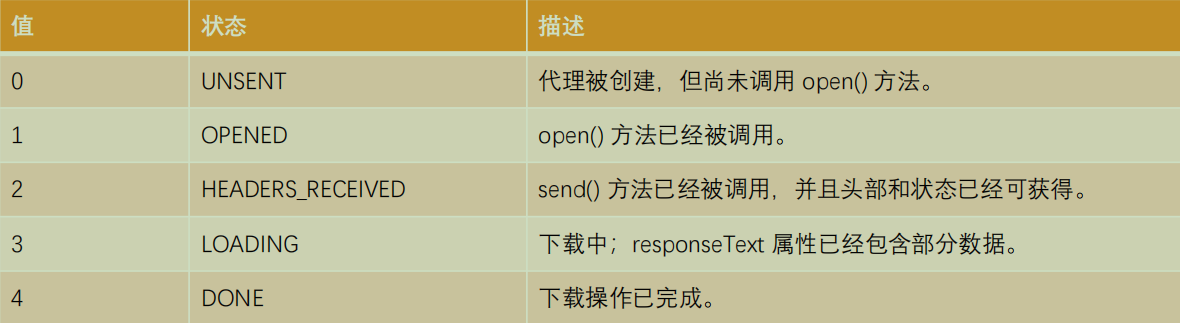 值 状态 描述
0 UNSENT 代理被创建，但尚未调用 open() 方法。
1 OPENED open() 方法已经被调用。
2 HEADERS_RECEIVED send() 方法已经被调用，并且头部和状态已经可获得。
3 LOADING 下载中；responseText 属性已经包含部分数据。
4 DONE 下载操作已完成。